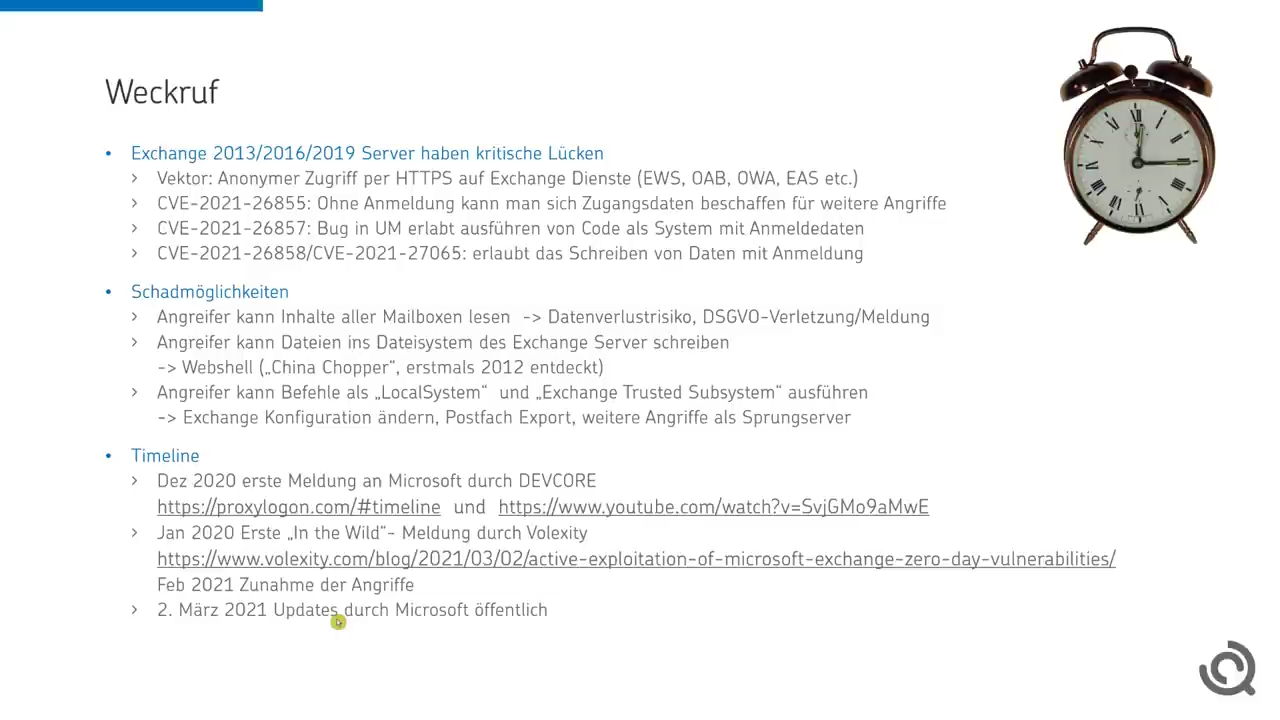 Weckruf
• Exchange 2013/2016/2019 Server haben kritische Lücken
› Vektor: Anonymer Zugriff per HTTPS auf Exchange Dienste (EWS, OAB, OWA, EAS etc.)
› CVE-2021-26855: Ohne Anmeldung kann man sich Zugangsdaten beschaffen für weitere Angriffe
› CVE-2021-26857: Bug in UM erlabt ausführen von Code als System mit Anmeldedaten
› CVE-2021-26858/CVE-2021-27065: erlaubt das Schreiben von Daten mit Anmeldung
• Schadmöglichkeiten
› Angreifer kann Inhalte aller Mailboxen lesen -> Datenverlustrisiko, DSGVO-Verletzung/Meldung
› Angreifer kann Dateien ins Dateisystem des Exchange Server schreiben
-> Webshell („China Chopper“, erstmals 2012 entdeckt)
› Angreifer kann Befehle als „LocalSystem“ und „Exchange Trusted Subsystem“ ausführen
-> Exchange Konfiguration ändern, Postfach Export, weitere Angriffe als Sprungserver
• Timeline
› Dez 2020 erste Meldung an Microsoft durch DEVCORE
https://proxylogon.com/#timeline und https://www.youtube.com/watch?v=SvjGMo9aMwE
› Jan 2020 Erste „In the Wild“- Meldung durch Volexity
https://www.volexity.com/blog/2021/03/02/active-exploitation-of-microsoft-exchange-zero-day-vulnerabilities/
Feb 2021 Zunahme der Angriffe
› 2. März 2021 Updates durch Microsoft öffentlich